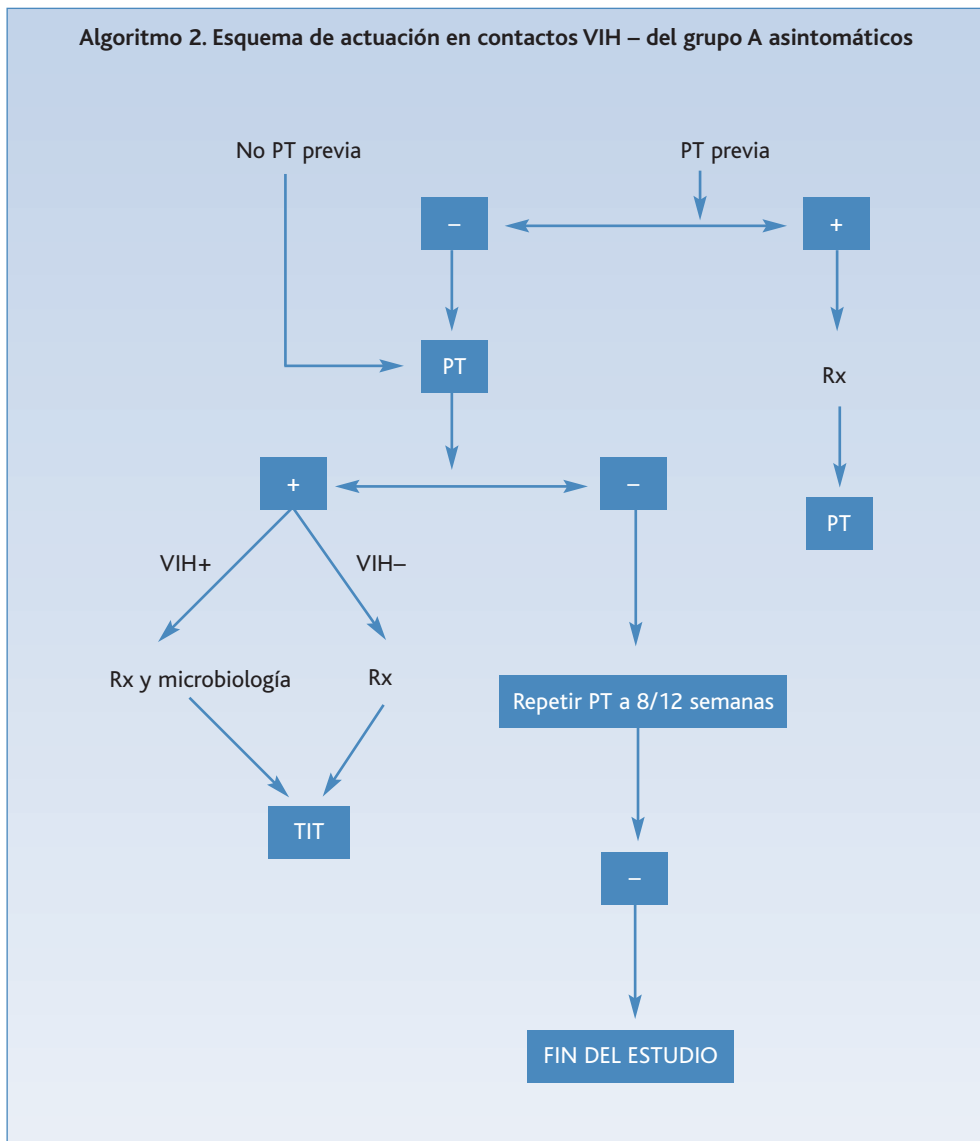 Algoritmo 2. Esquema de actuación en contactos VIH – del grupo A asintomáticos
No PT previa
PT previa
–
+
PT
Rx
+
–
PT
VIH+
VIH–
Rx y microbiología
Rx
Repetir PT a 8/12 semanas
TIT
–
FIN DEL ESTUDIO